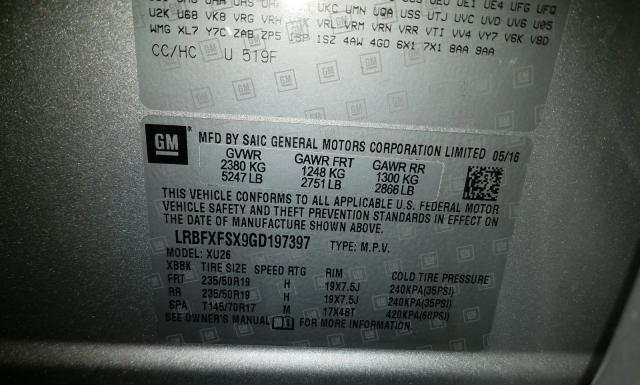 UKC UMN UQA USS UTJ UVC UVD UV6 U05
U2K U68 VK8 VRG VRH VRL VRM VRN VRR VTI VV4 VY7 V6K V8D
WMG XL7 Y7C ZAB ZP5 1SP 1SZ 4AW 4GO 6X1 7X1 8AA 9AA
CC/HC U 519F
GM MFD BY SAIC GENERAL MOTORS CORPORATION LIMITED 05/16
GVWR GAWR FRT GAWR RR
2380 KG 1248 KG 1300 KG
5247 LB 2751 LB 2866 LB
THIS VEHICLE CONFORMS TO ALL APPLICABLE U.S. FEDERAL MOTOR
VEHICLE SAFETY AND THEFT PREVENTION STANDARDS IN EFFECT ON
THE DATE OF MANUFACTURE SHOWN ABOVE.
LRBFXFSX9GD197397 TYPE: M.P.V.
MODEL: XU26
XBBK TIRE SIZE SPEED RTG RIM COLD TIRE PRESSURE
FRT 235/50R19 H 19X7.5J 240KPA(35PSI)
RR 235/50R19 H 19X7.5J 240KPA(35PSI)
SPA T145/70R17 M 17X4BT 420KPA(60PSI)
SEE OWNER'S MANUAL FOR MORE INFORMATION.